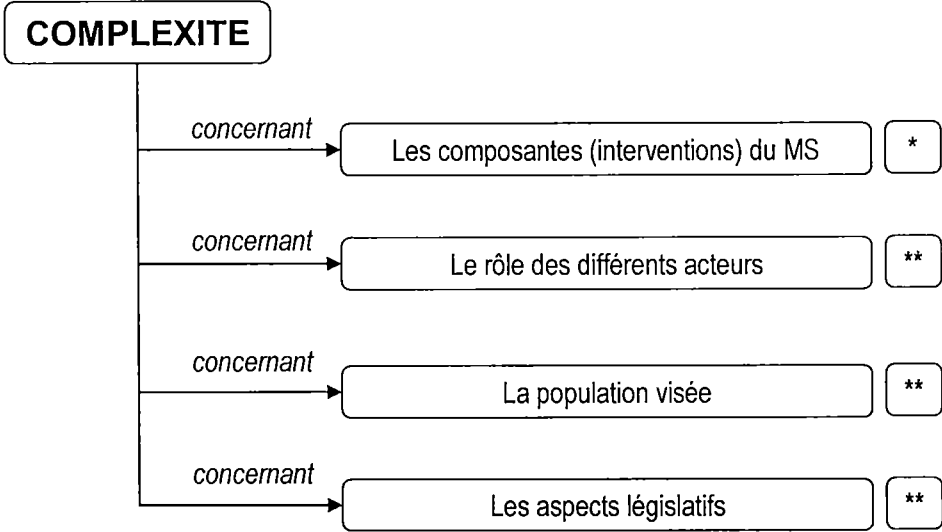 COMPLEXITE
concernant
Les composantes (interventions) du MS *
concernant
Le rôle des différents acteurs **
concernant
La population visée **
concernant
Les aspects législatifs **